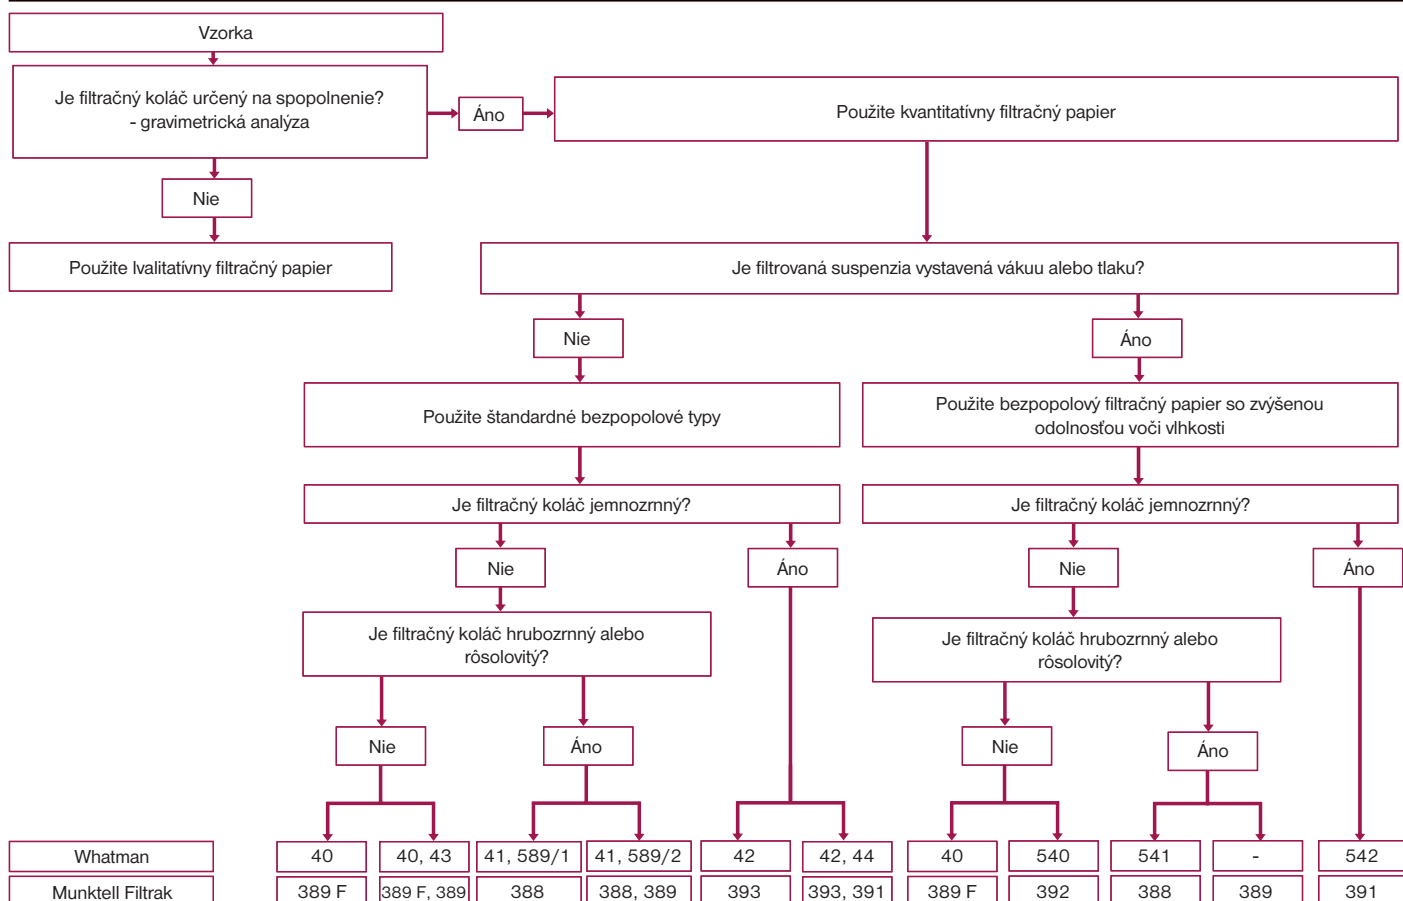 Vzorka
Je filtračný koláč určený na spopolnenie?
- gravimetrická analýza
Áno
Použite kvantitatívny filtračný papier
Nie
Použite lvalitatívny filtračný papier
Je filtrovaná suspenzia vystavená vákuu alebo tlaku?
Nie
Áno
Použite štandardné bezpopolové typy
Použite bezpopolový filtračný papier so zvýšenou
odolnosťou voči vlhkosti
Je filtračný koláč jemnozrnný?
Je filtračný koláč jemnozrnný?
Nie
Áno
Nie
Áno
Je filtračný koláč hrubozrnný alebo
rôsolovitý?
Je filtračný koláč hrubozrnný alebo
rôsolovitý?
Nie
Áno
Nie
Áno
Whatman 40 40, 43 41, 589/1 41, 589/2 42 42, 44 40 540 541 - 542
Munktell Filtrak 389 F 389 F, 389 388 388, 389 393 393, 391 389 F 392 388 389 391